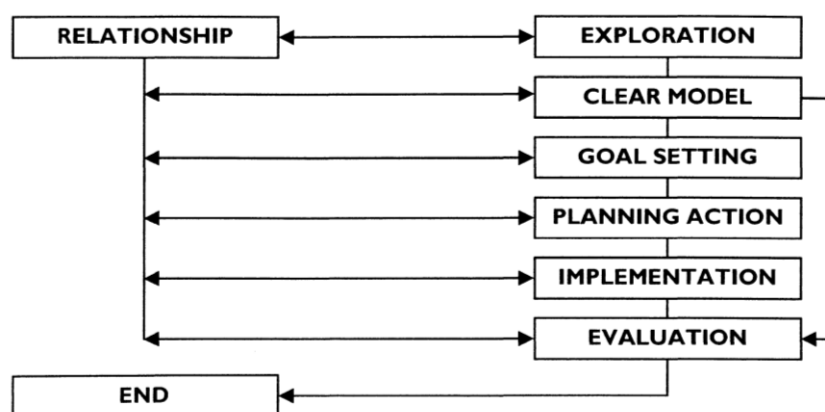 RELATIONSHIP
EXPLORATION
CLEAR MODEL
GOAL SETTING
PLANNING ACTION
IMPLEMENTATION
EVALUATION
END